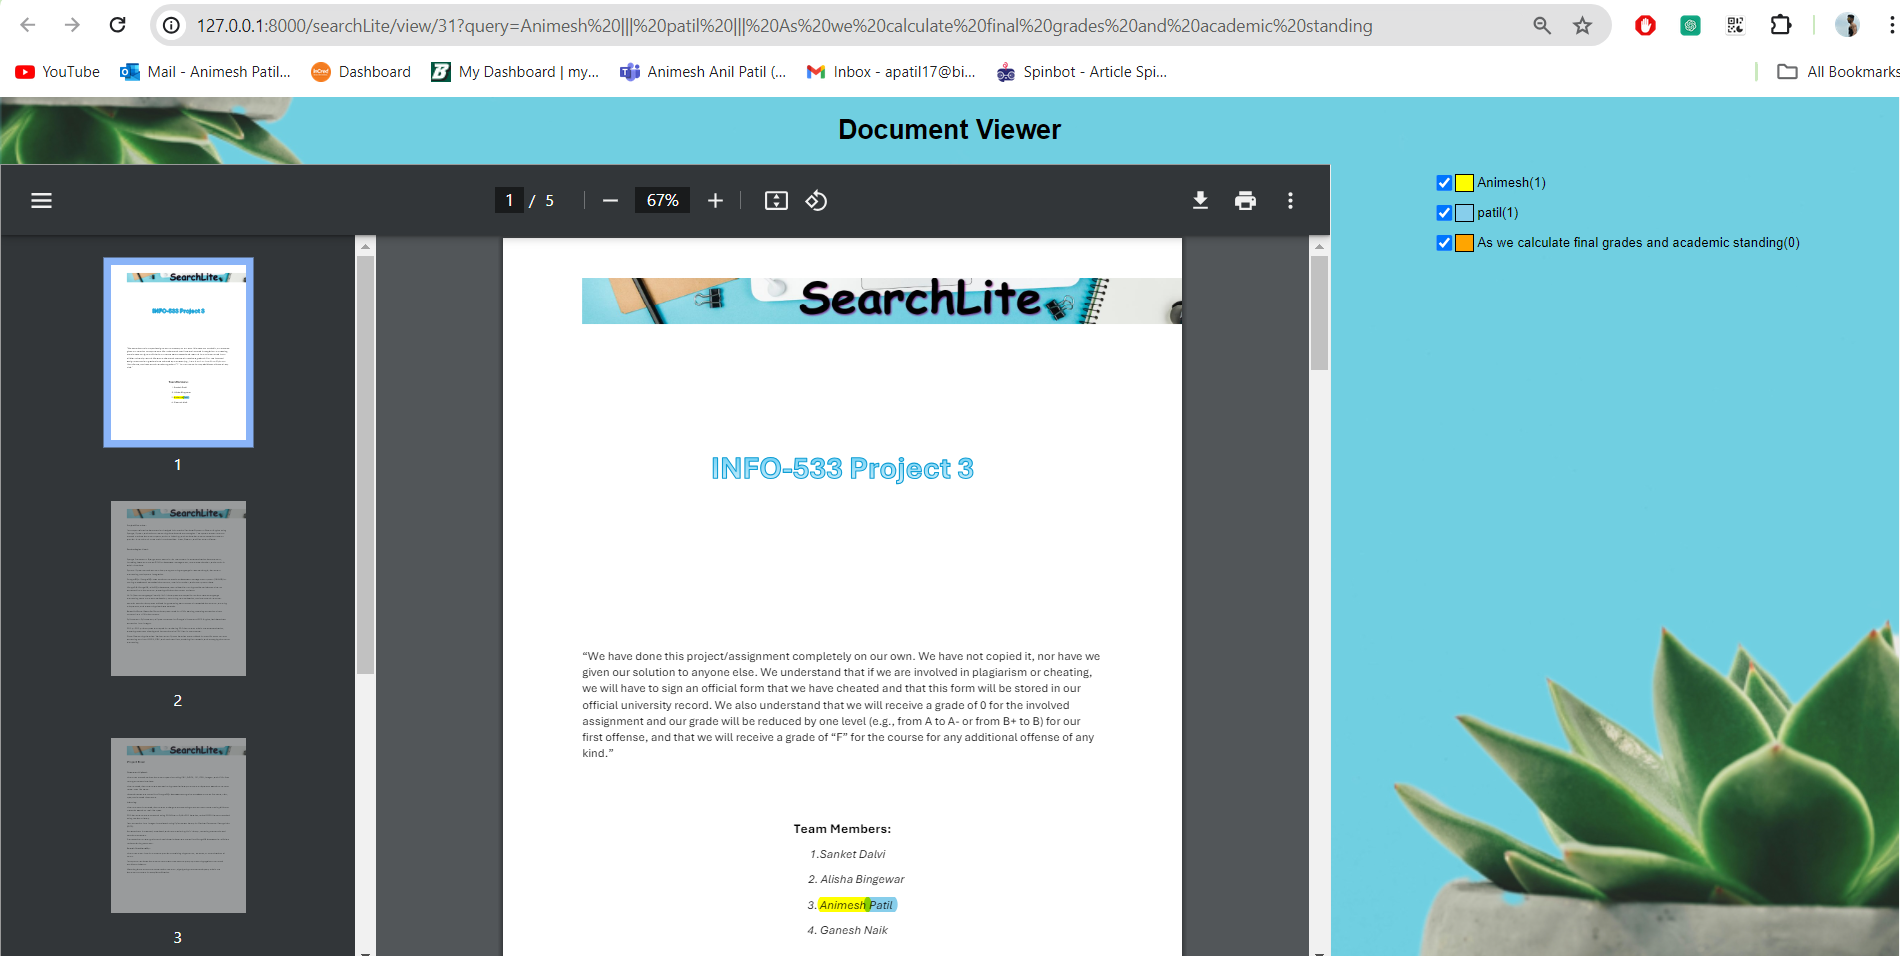 127.0.0.1:8000/searchLite/view/31?query=Animesh%20|||%20patil%20|||%20As%20we%20calculate%20final%20grades%20and%20academic%20standing
YouTube Mail - Animesh Patil... Dashboard My Dashboard | my... Animesh Anil Patil (... Inbox - apatil17@bi... Spinbot - Article Spi... All Bookmarks
Document Viewer
1 / 5 67%
Animesh(1)
patil(1)
As we calculate final grades and academic standing(0)
SearchLite
INFO-533 Project 3
1
SearchLite
2
SearchLite
3
SearchLite
INFO-533 Project 3
“We have done this project/assignment completely on our own. We have not copied it, nor have we
given our solution to anyone else. We understand that if we are involved in plagiarism or cheating,
we will have to sign an official form that we have cheated and that this form will be stored in our
official university record. We also understand that we will receive a grade of 0 for the involved
assignment and our grade will be reduced by one level (e.g., from A to A- or from B+ to B) for our
first offense, and that we will receive a grade of “F” for the course for any additional offense of any
kind.”
Team Members:
1.Sanket Dalvi
2. Alisha Bingewar
3. Animesh Patil
4. Ganesh Naik